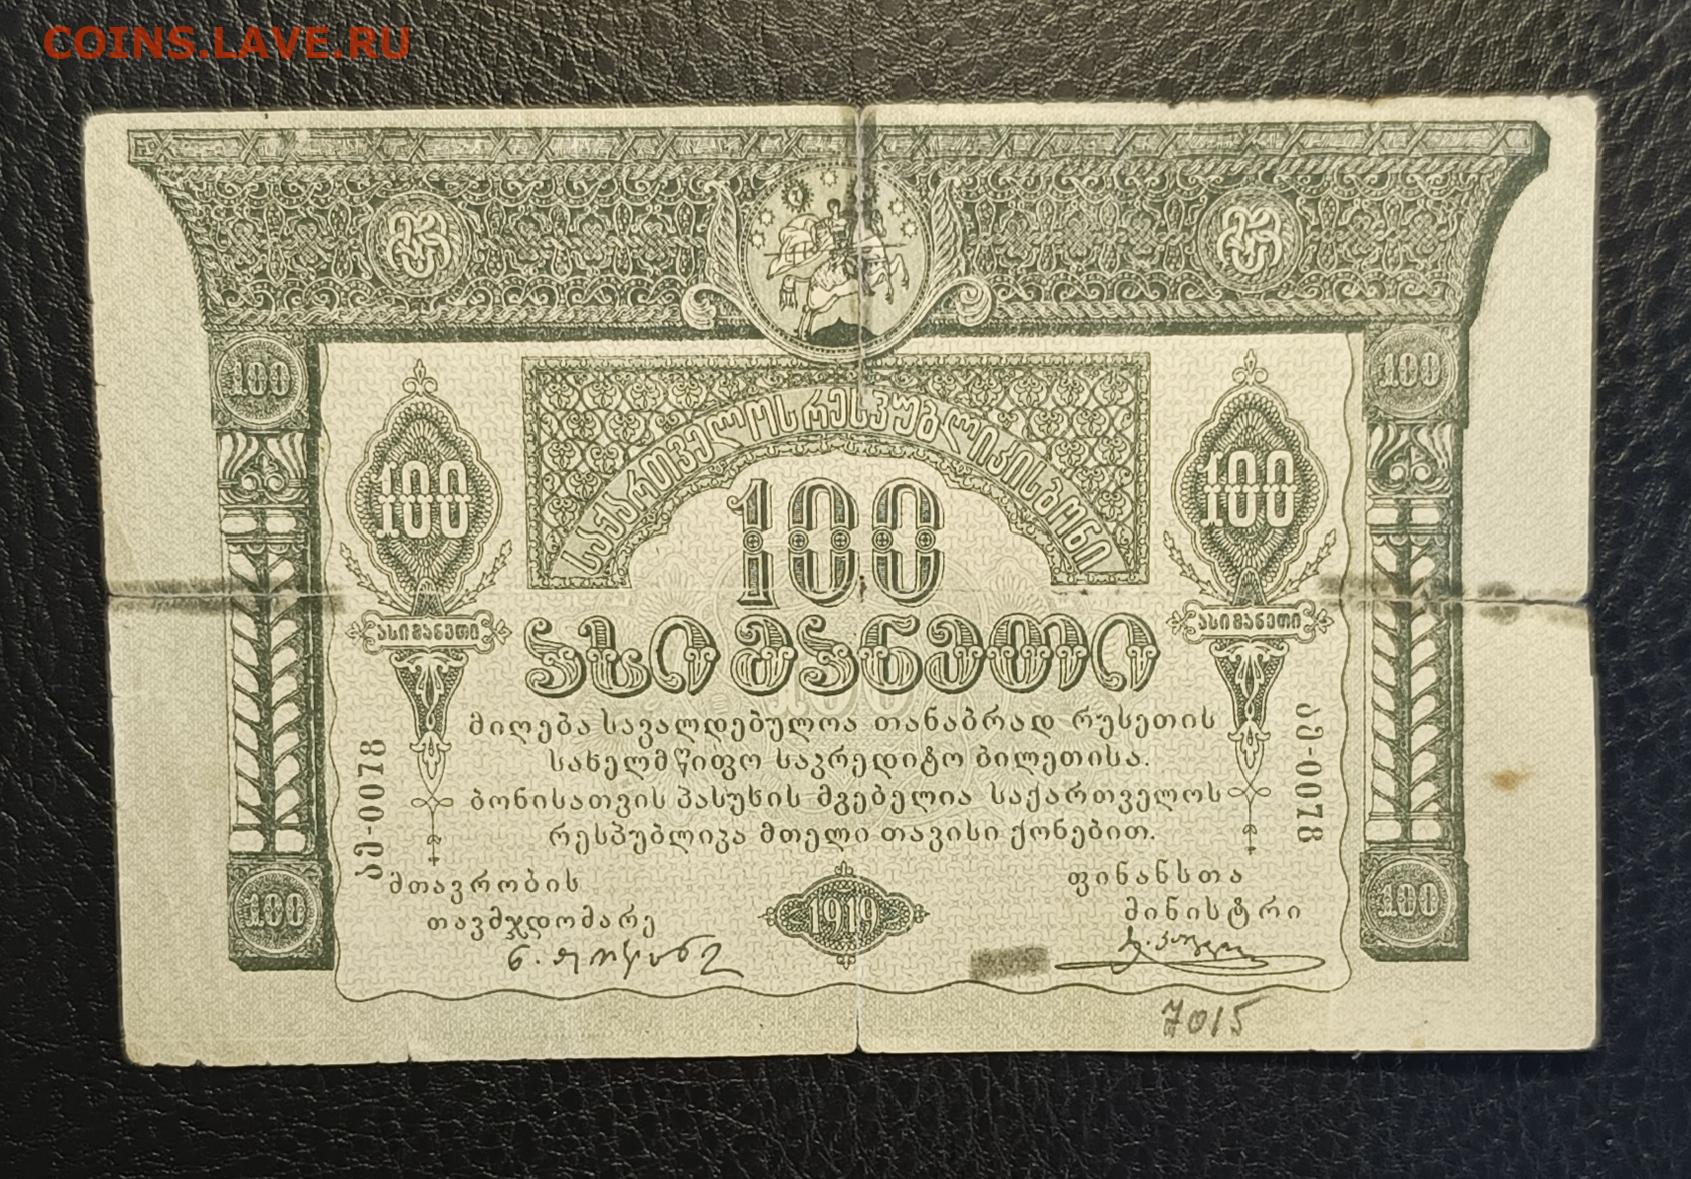 COINS.LAVE.RU
100 100
საქართველოს რესპუბლიკის ბონი
100 100 100
ასი მანეთი ასი მანეთი ასი მანეთი
მიღება სავალდებულოა თანაბრად რუსეთის
სახელმწიფო საკრედიტო ბილეთისა.
ბონისათვის პასუხის მგებელია საქართველოს
რესპუბლიკა მთელი თავისი ქონებით.
-0078 -0078
მთავრობის
თავმჯდომარე
ფინანსთა
მინისტრი
100 1919 100
7015